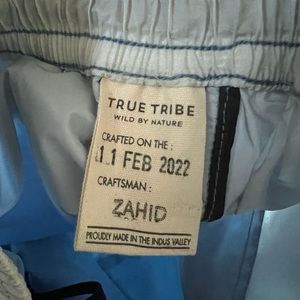 TRUE TRIBE
WILD BY NATURE
CRAFTED ON THE :
11 FEB 2022
CRAFTSMAN :
ZAHID
PROUDLY MADE IN THE INDUS VALLEY